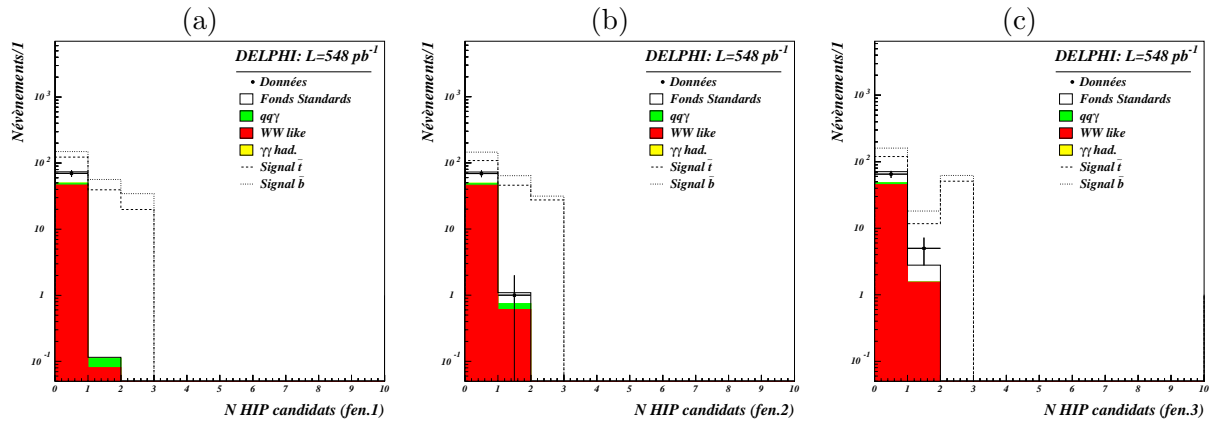 (a)
Névènements/1
DELPHI: L=548 pb⁻¹
Données
Fonds Standards
qqγ
WW like
γγ had.
Signal t̄
Signal b̄
10³
10²
10
1
10⁻¹
0 1 2 3 4 5 6 7 8 9 10
N HIP candidats (fen.1)
(b)
Névènements/1
DELPHI: L=548 pb⁻¹
Données
Fonds Standards
qqγ
WW like
γγ had.
Signal t̄
Signal b̄
10³
10²
10
1
10⁻¹
0 1 2 3 4 5 6 7 8 9 10
N HIP candidats (fen.2)
(c)
Névènements/1
DELPHI: L=548 pb⁻¹
Données
Fonds Standards
qqγ
WW like
γγ had.
Signal t̄
Signal b̄
10³
10²
10
1
10⁻¹
0 1 2 3 4 5 6 7 8 9 10
N HIP candidats (fen.3)